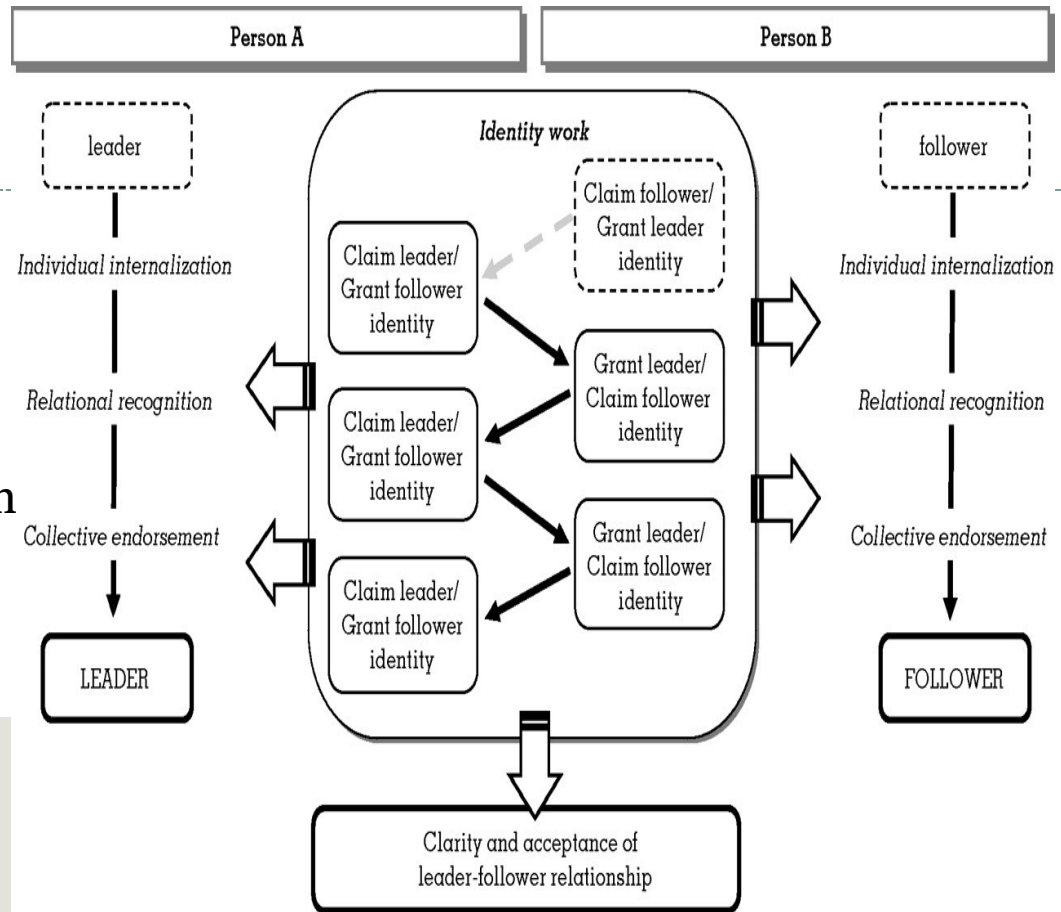 Person A
Person B
leader
Individual internalization
Relational recognition
Collective endorsement
LEADER
Identity work
Claim follower/
Grant leader
identity
Claim leader/
Grant follower
identity
Grant leader/
Claim follower
identity
Claim leader/
Grant follower
identity
Grant leader/
Claim follower
identity
Claim leader/
Grant follower
identity
follower
Individual internalization
Relational recognition
Collective endorsement
FOLLOWER
Clarity and acceptance of
leader-follower relationship